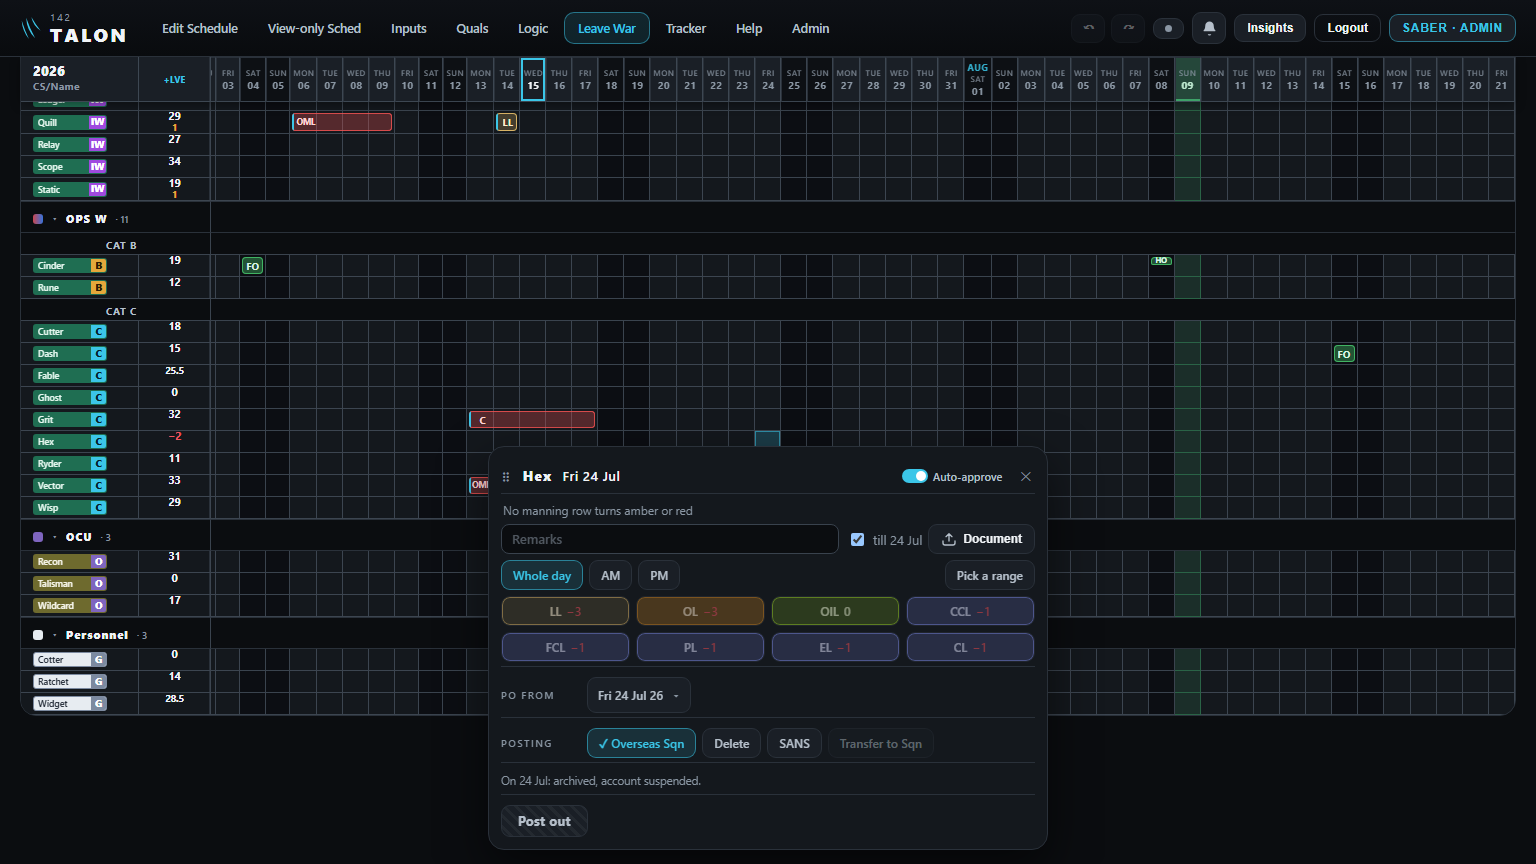 142
TALON
Edit Schedule
View-only Sched
Inputs
Quals
Logic
Leave War
Tracker
Help
Admin
Insights
Logout
SABER · ADMIN
2026
CS/Name
+LVE
FRI 03
SAT 04
SUN 05
MON 06
TUE 07
WED 08
THU 09
FRI 10
SAT 11
SUN 12
MON 13
TUE 14
WED 15
THU 16
FRI 17
SAT 18
SUN 19
MON 20
TUE 21
WED 22
THU 23
FRI 24
SAT 25
SUN 26
MON 27
TUE 28
WED 29
THU 30
FRI 31
AUG SAT 01
SUN 02
MON 03
TUE 04
WED 05
THU 06
FRI 07
SAT 08
SUN 09
MON 10
TUE 11
WED 12
THU 13
FRI 14
SAT 15
SUN 16
MON 17
TUE 18
WED 19
THU 20
FRI 21
Quill IW 29 1 OML LL
Relay IW 27
Scope IW 34
Static IW 19 1
OPS W · 11
CAT B
Cinder B 19 FO HO
Rune B 12
CAT C
Cutter C 18
Dash C 15 FO
Fable C 25.5
Ghost C 0
Grit C 32 C
Hex C −2
Ryder C 11
Vector C 33
Wisp C 29
OCU · 3
Recon O 31
Talisman O 0
Wildcard O 17
Personnel · 3
Cotter G 0
Ratchet G 14
Widget G 28.5
Hex Fri 24 Jul
Auto-approve
No manning row turns amber or red
Remarks
till 24 Jul
Document
Whole day
AM
PM
Pick a range
LL −3
OL −3
OIL 0
CCL −1
FCL −1
PL −1
EL −1
CL −1
PO FROM
Fri 24 Jul 26
POSTING
✓ Overseas Sqn
Delete
SANS
Transfer to Sqn
On 24 Jul: archived, account suspended.
Post out